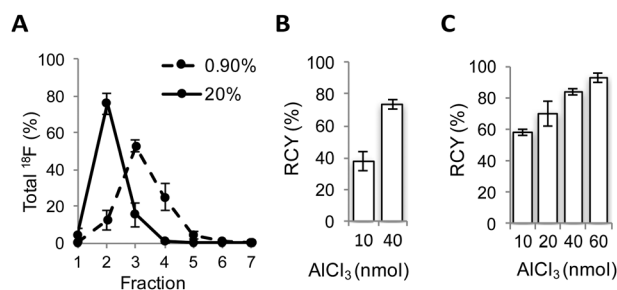 A
Total ¹⁸F (%)
100
80
60
40
20
0
1 2 3 4 5 6 7
Fraction
0.90%
20%
B
RCY (%)
100
80
60
40
20
0
10 40
AlCl₃ (nmol)
C
RCY (%)
100
80
60
40
20
0
10 20 40 60
AlCl₃ (nmol)